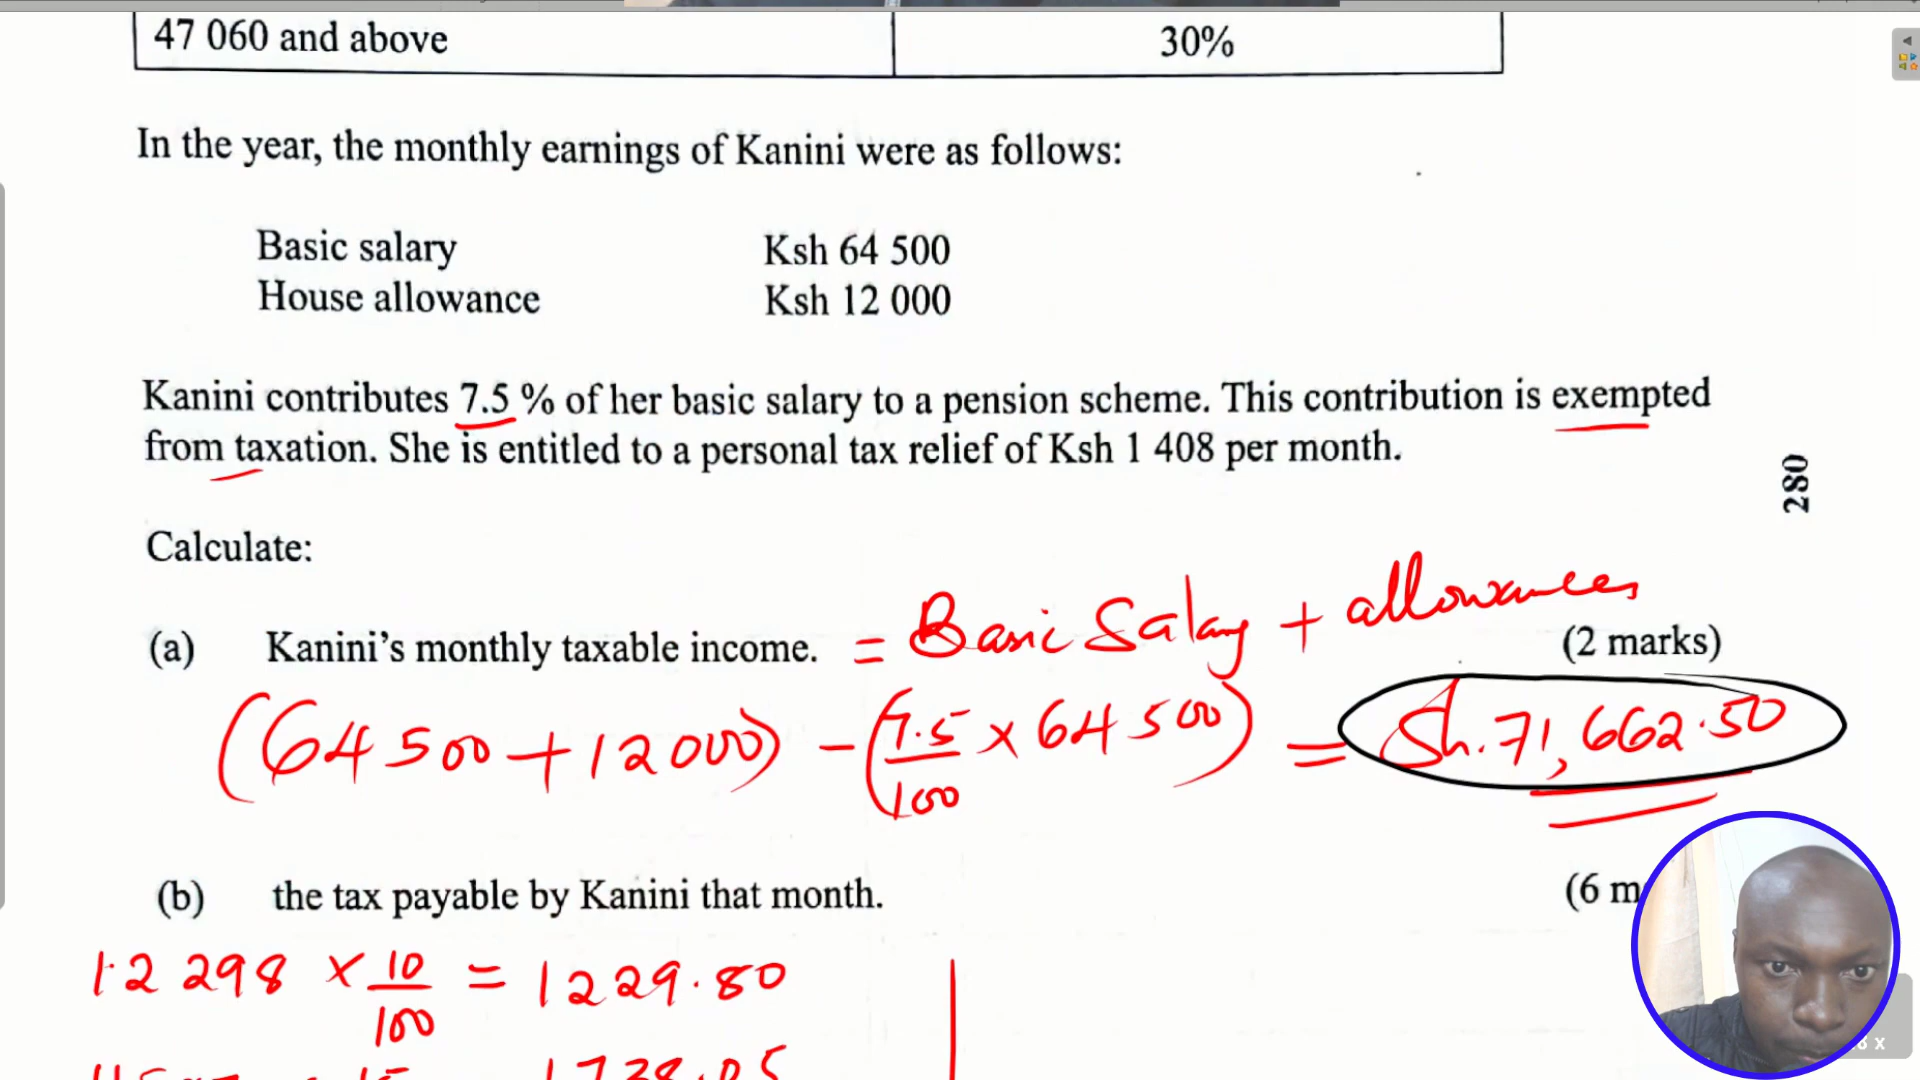 47 060 and above 30%
In the year, the monthly earnings of Kanini were as follows:
Basic salary Ksh 64 500
House allowance Ksh 12 000
Kanini contributes 7.5 % of her basic salary to a pension scheme. This contribution is exempted
from taxation. She is entitled to a personal tax relief of Ksh 1 408 per month.
280
Calculate:
(a) Kanini's monthly taxable income. = Basic Salary + allowances (2 marks)
(64 500 + 12 000) - (7.5/100 × 64 500) = Sh. 71,662.50
(b) the tax payable by Kanini that month. (6 m
12 298 × 10/100 = 1229.80